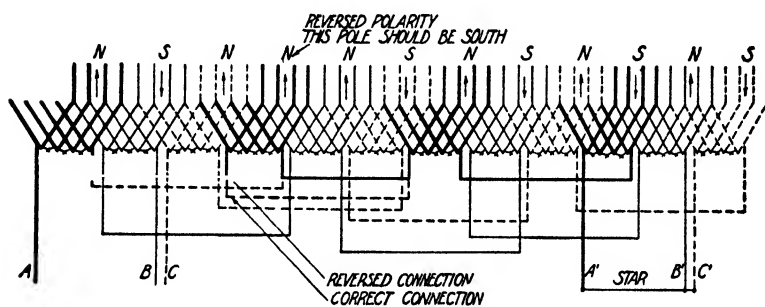 REVERSED POLARITY
THIS POLE SHOULD BE SOUTH
N S N N N S N S N S
A B C REVERSED CONNECTION A' STAR B' C'
CORRECT CONNECTION